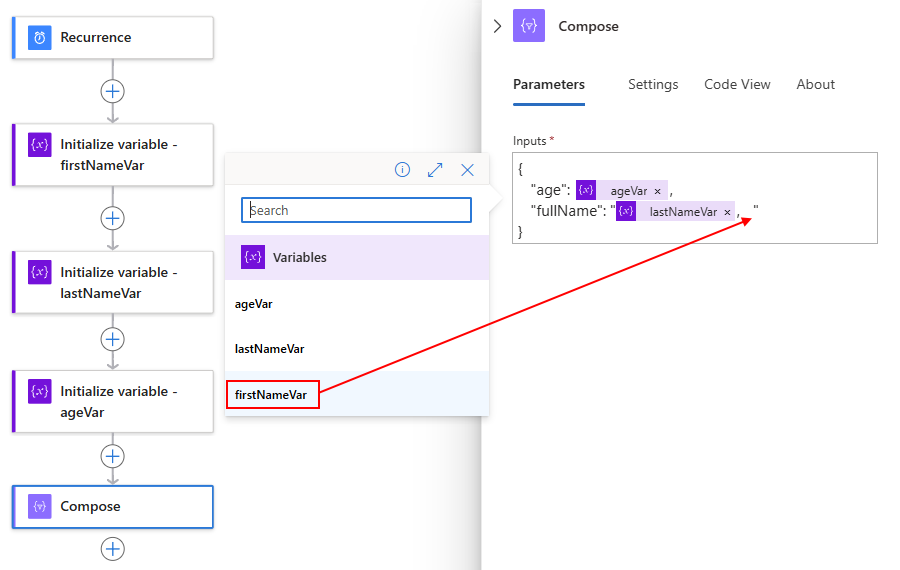 Recurrence
Initialize variable -
firstNameVar
Initialize variable -
lastNameVar
Initialize variable -
ageVar
Compose
Search
{x} Variables
ageVar
lastNameVar
firstNameVar
Compose
Parameters Settings Code View About
Inputs *
{
"age": {x} ageVar × ,
"fullName": "{x} lastNameVar × , "
}